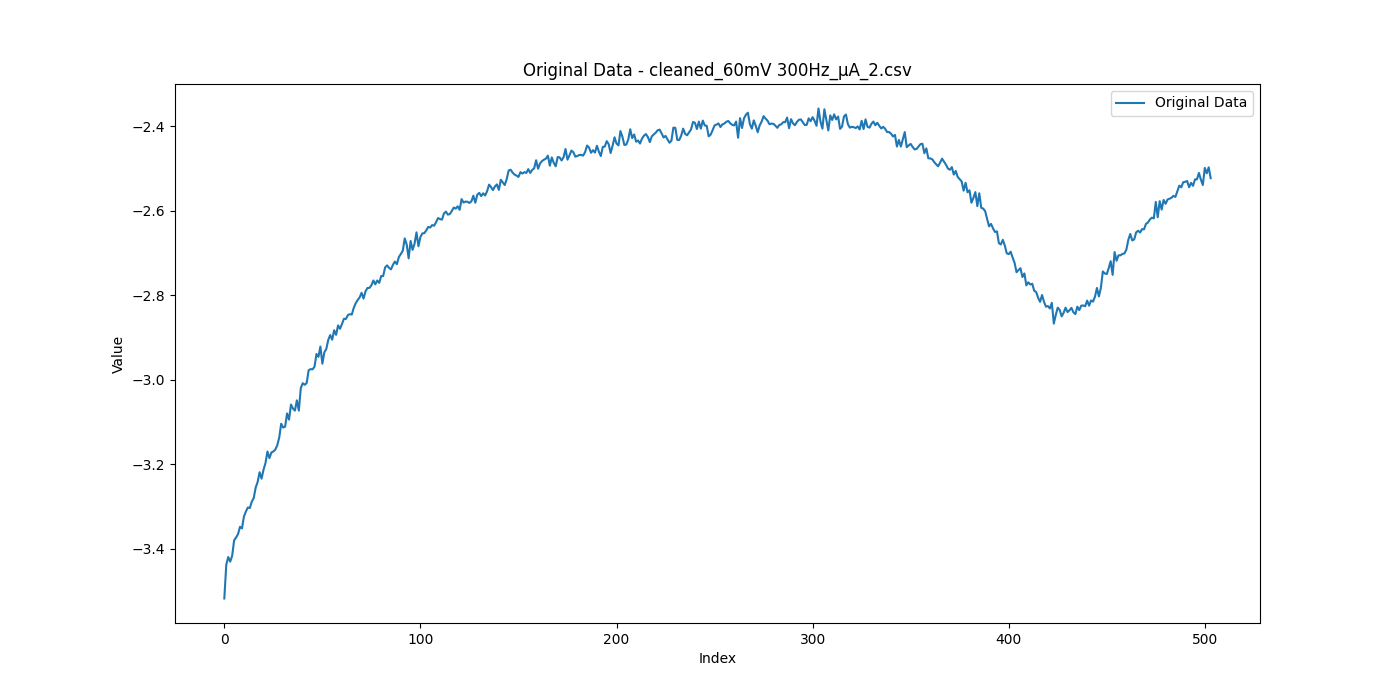 Original Data - cleaned_60mV 300Hz_μA_2.csv
Original Data
Value
−2.4
−2.6
−2.8
−3.0
−3.2
−3.4
0 100 200 300 400 500
Index